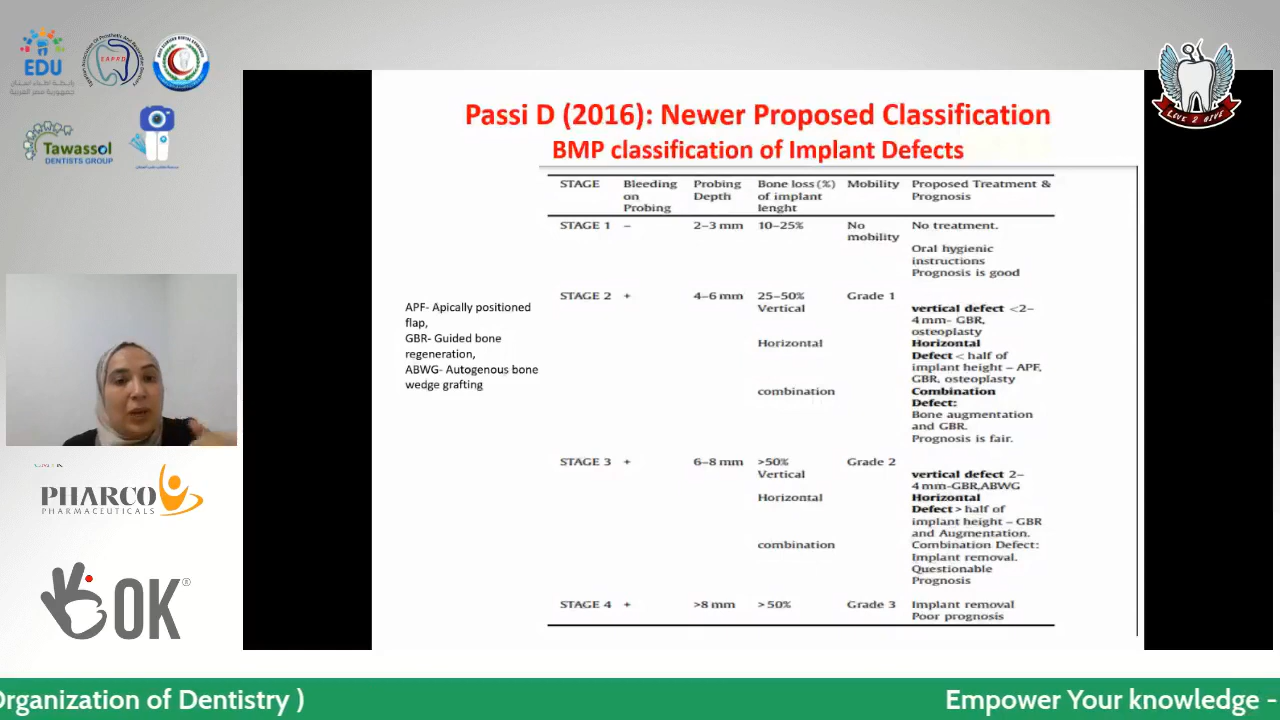 EDU
رابطة اطباء اسنان
جمهورية مصر العربية
EAPRD
Tawassol
DENTISTS GROUP
LOVE 2 GIVE
Passi D (2016): Newer Proposed Classification
BMP classification of Implant Defects
STAGE Bleeding on Probing Probing Depth Bone loss (%) of implant lenght Mobility Proposed Treatment & Prognosis
STAGE 1 – 2–3 mm 10–25% No mobility No treatment.
Oral hygienic
instructions
Prognosis is good
STAGE 2 + 4–6 mm 25–50% Grade 1
Vertical vertical defect <2–
4 mm- GBR,
osteoplasty
Horizontal Horizontal
Defect < half of
implant height – APF,
GBR, osteoplasty
combination Combination
Defect:
Bone augmentation
and GBR.
Prognosis is fair.
STAGE 3 + 6–8 mm >50% Grade 2
Vertical vertical defect 2–
4 mm-GBR,ABWG
Horizontal Horizontal
Defect > half of
implant height – GBR
and Augmentation.
combination Combination Defect:
Implant removal.
Questionable
Prognosis
STAGE 4 + >8 mm > 50% Grade 3 Implant removal
Poor prognosis
APF- Apically positioned
flap,
GBR- Guided bone
regeneration,
ABWG- Autogenous bone
wedge grafting
PHARCO
PHARMACEUTICALS
OK®
Organization of Dentistry ) Empower Your knowledge -